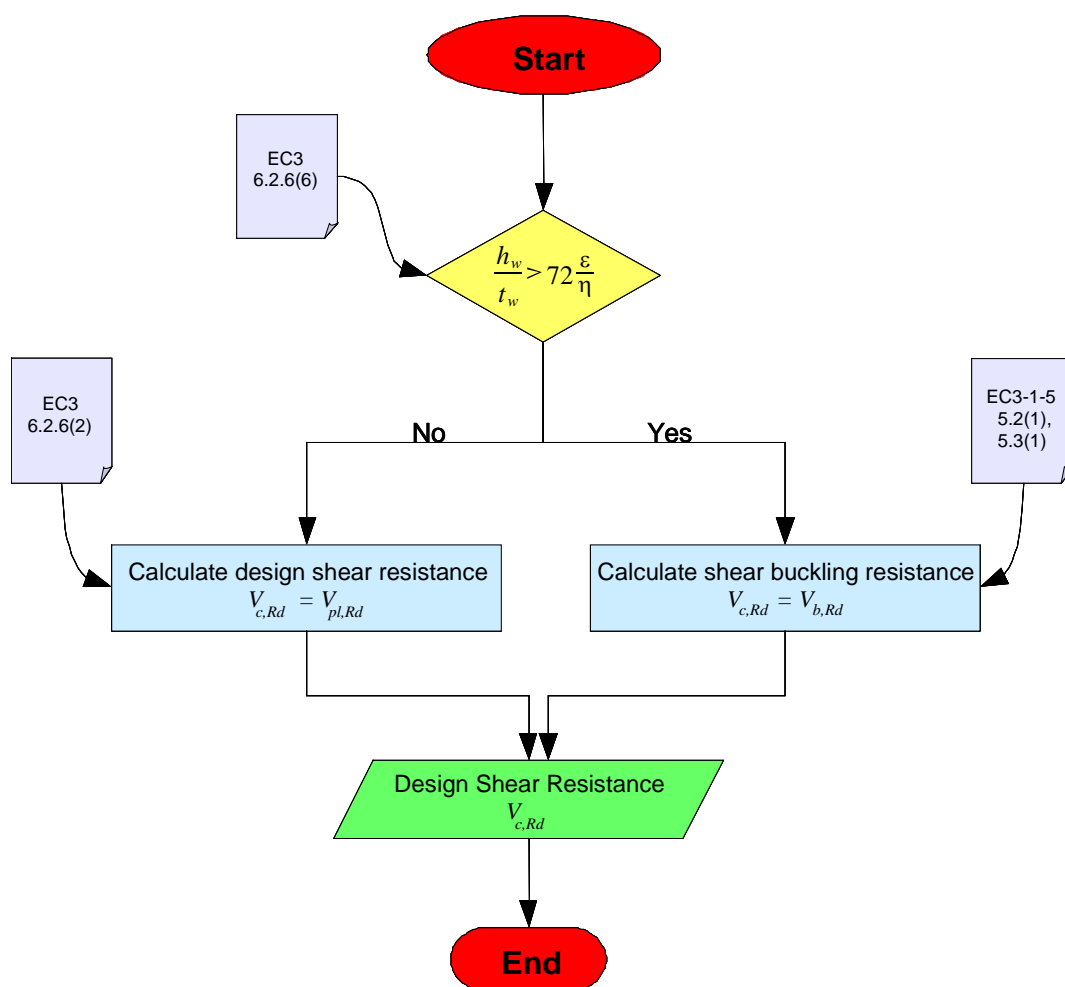 Start
EC3
6.2.6(6)
h_w / t_w > 72 ε / η
EC3
6.2.6(2)
EC3-1-5
5.2(1),
5.3(1)
No
Yes
Calculate design shear resistance
V_c,Rd = V_pl,Rd
Calculate shear buckling resistance
V_c,Rd = V_b,Rd
Design Shear Resistance
V_c,Rd
End